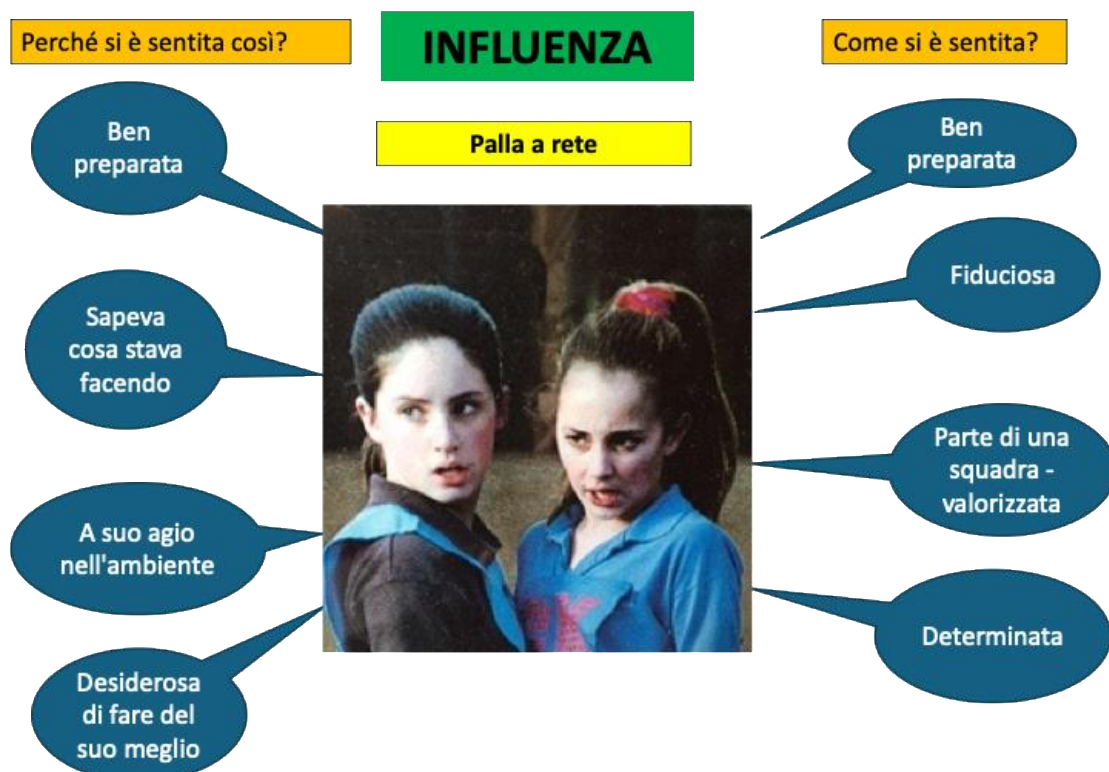 Perché si è sentita così?
INFLUENZA
Come si è sentita?
Palla a rete
Ben
preparata
Sapeva
cosa stava
facendo
A suo agio
nell'ambiente
Desiderosa
di fare del
suo meglio
Ben
preparata
Fiduciosa
Parte di una
squadra -
valorizzata
Determinata